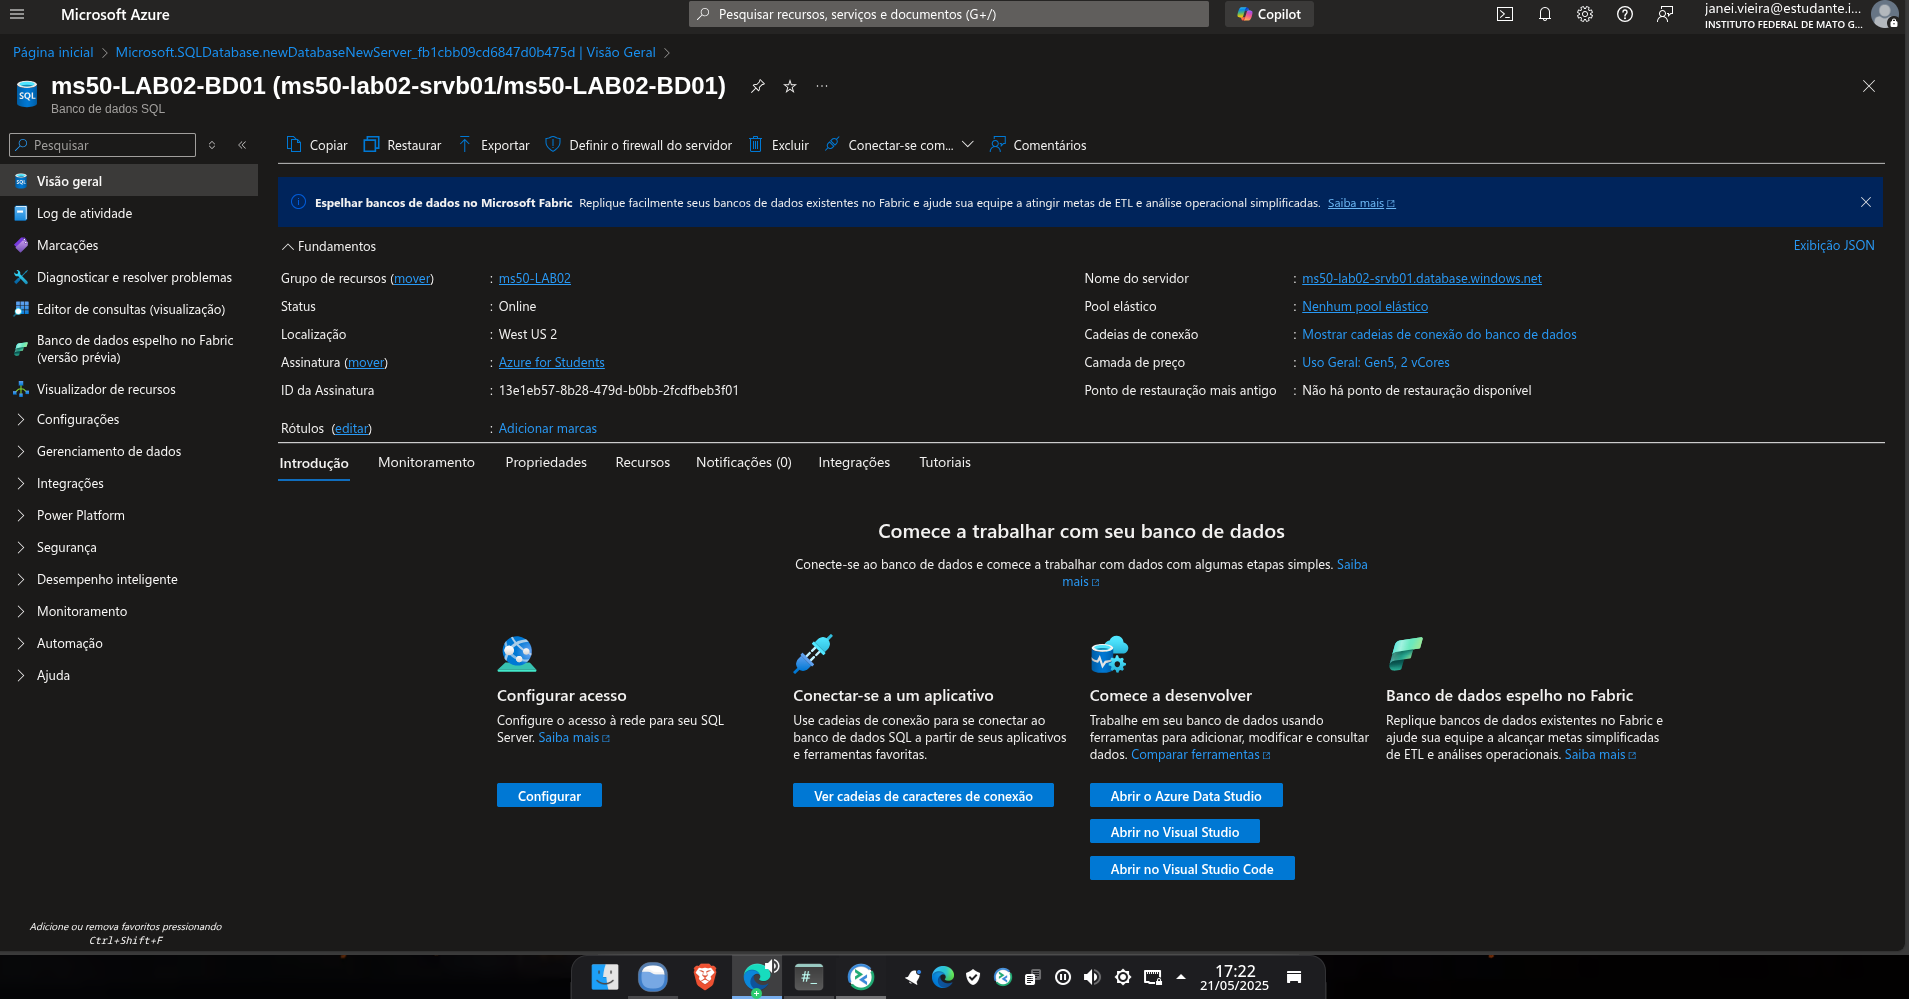 Microsoft Azure
Pesquisar recursos, serviços e documentos (G+/)
Copilot
janei.vieira@estudante.i...
INSTITUTO FEDERAL DE MATO G...
Página inicial
Microsoft.SQLDatabase.newDatabaseNewServer_fb1cbb09cd6847d0b475d | Visão Geral
ms50-LAB02-BD01 (ms50-lab02-srvb01/ms50-LAB02-BD01)
Banco de dados SQL
Pesquisar
Visão geral
Log de atividade
Marcações
Diagnosticar e resolver problemas
Editor de consultas (visualização)
Banco de dados espelho no Fabric
(versão prévia)
Visualizador de recursos
Configurações
Gerenciamento de dados
Integrações
Power Platform
Segurança
Desempenho inteligente
Monitoramento
Automação
Ajuda
Adicione ou remova favoritos pressionando
Ctrl+Shift+F
Copiar Restaurar Exportar Definir o firewall do servidor Excluir Conectar-se com... Comentários
Espelhar bancos de dados no Microsoft Fabric Replique facilmente seus bancos de dados existentes no Fabric e ajude sua equipe a atingir metas de ETL e análise operacional simplificadas. Saiba mais
Fundamentos
Exibição JSON
Grupo de recursos (mover) : ms50-LAB02
Status : Online
Localização : West US 2
Assinatura (mover) : Azure for Students
ID da Assinatura : 13e1eb57-8b28-479d-b0bb-2fcdfbeb3f01
Rótulos (editar) : Adicionar marcas
Nome do servidor : ms50-lab02-srvb01.database.windows.net
Pool elástico : Nenhum pool elástico
Cadeias de conexão : Mostrar cadeias de conexão do banco de dados
Camada de preço : Uso Geral: Gen5, 2 vCores
Ponto de restauração mais antigo : Não há ponto de restauração disponível
Introdução Monitoramento Propriedades Recursos Notificações (0) Integrações Tutoriais
Comece a trabalhar com seu banco de dados
Conecte-se ao banco de dados e comece a trabalhar com dados com algumas etapas simples. Saiba
mais
Configurar acesso
Configure o acesso à rede para seu SQL
Server. Saiba mais
Configurar
Conectar-se a um aplicativo
Use cadeias de conexão para se conectar ao
banco de dados SQL a partir de seus aplicativos
e ferramentas favoritas.
Ver cadeias de caracteres de conexão
Comece a desenvolver
Trabalhe em seu banco de dados usando
ferramentas para adicionar, modificar e consultar
dados. Comparar ferramentas
Abrir o Azure Data Studio
Abrir no Visual Studio
Abrir no Visual Studio Code
Banco de dados espelho no Fabric
Replique bancos de dados existentes no Fabric e
ajude sua equipe a alcançar metas simplificadas
de ETL e análises operacionais. Saiba mais
17:22
21/05/2025